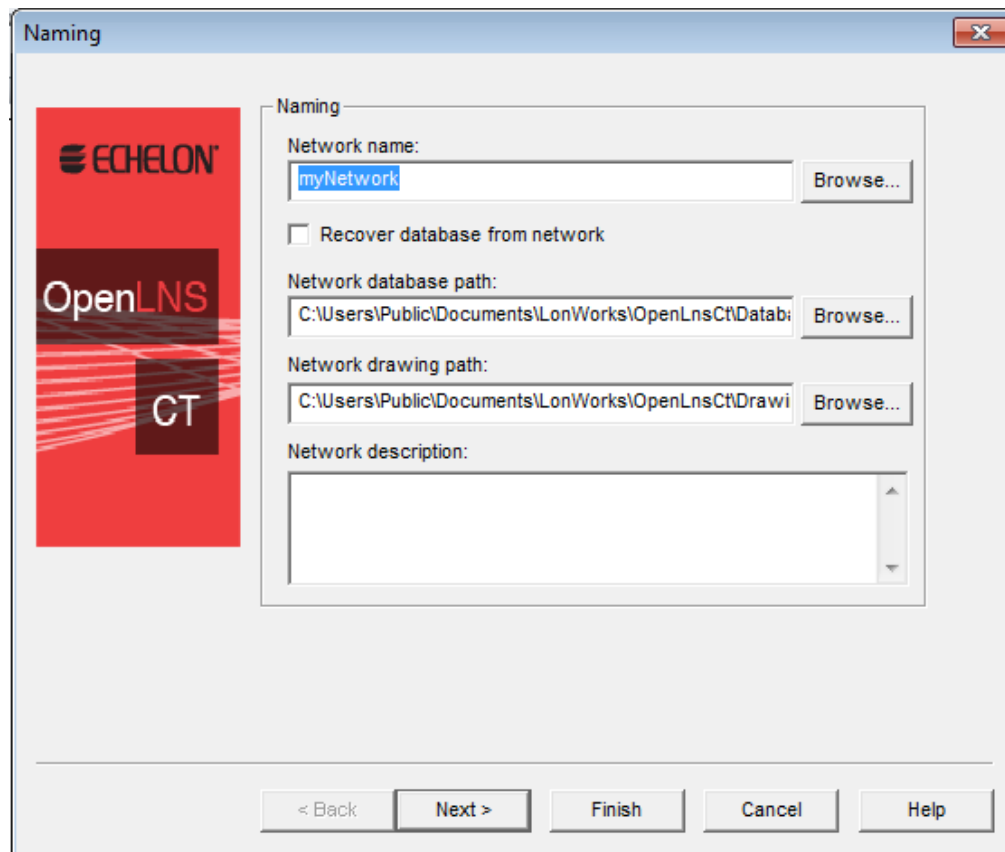 Naming
ECHELON
OpenLNS
CT
Naming
Network name:
myNetwork
Browse...
Recover database from network
Network database path:
C:\Users\Public\Documents\LonWorks\OpenLnsCt\Databa
Browse...
Network drawing path:
C:\Users\Public\Documents\LonWorks\OpenLnsCt\Drawi
Browse...
Network description:
< Back
Next >
Finish
Cancel
Help